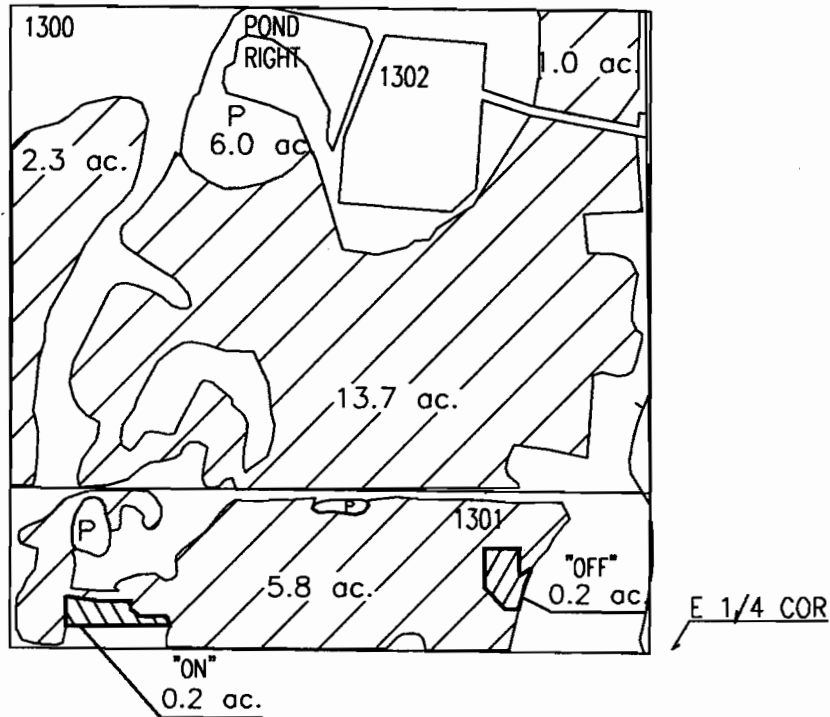 1300
POND
RIGHT
1302
1.0 ac.
P
6.0 ac
2.3 ac.
13.7 ac.
P
P
1301
5.8 ac.
"OFF"
0.2 ac.
E 1/4 COR
"ON"
0.2 ac.